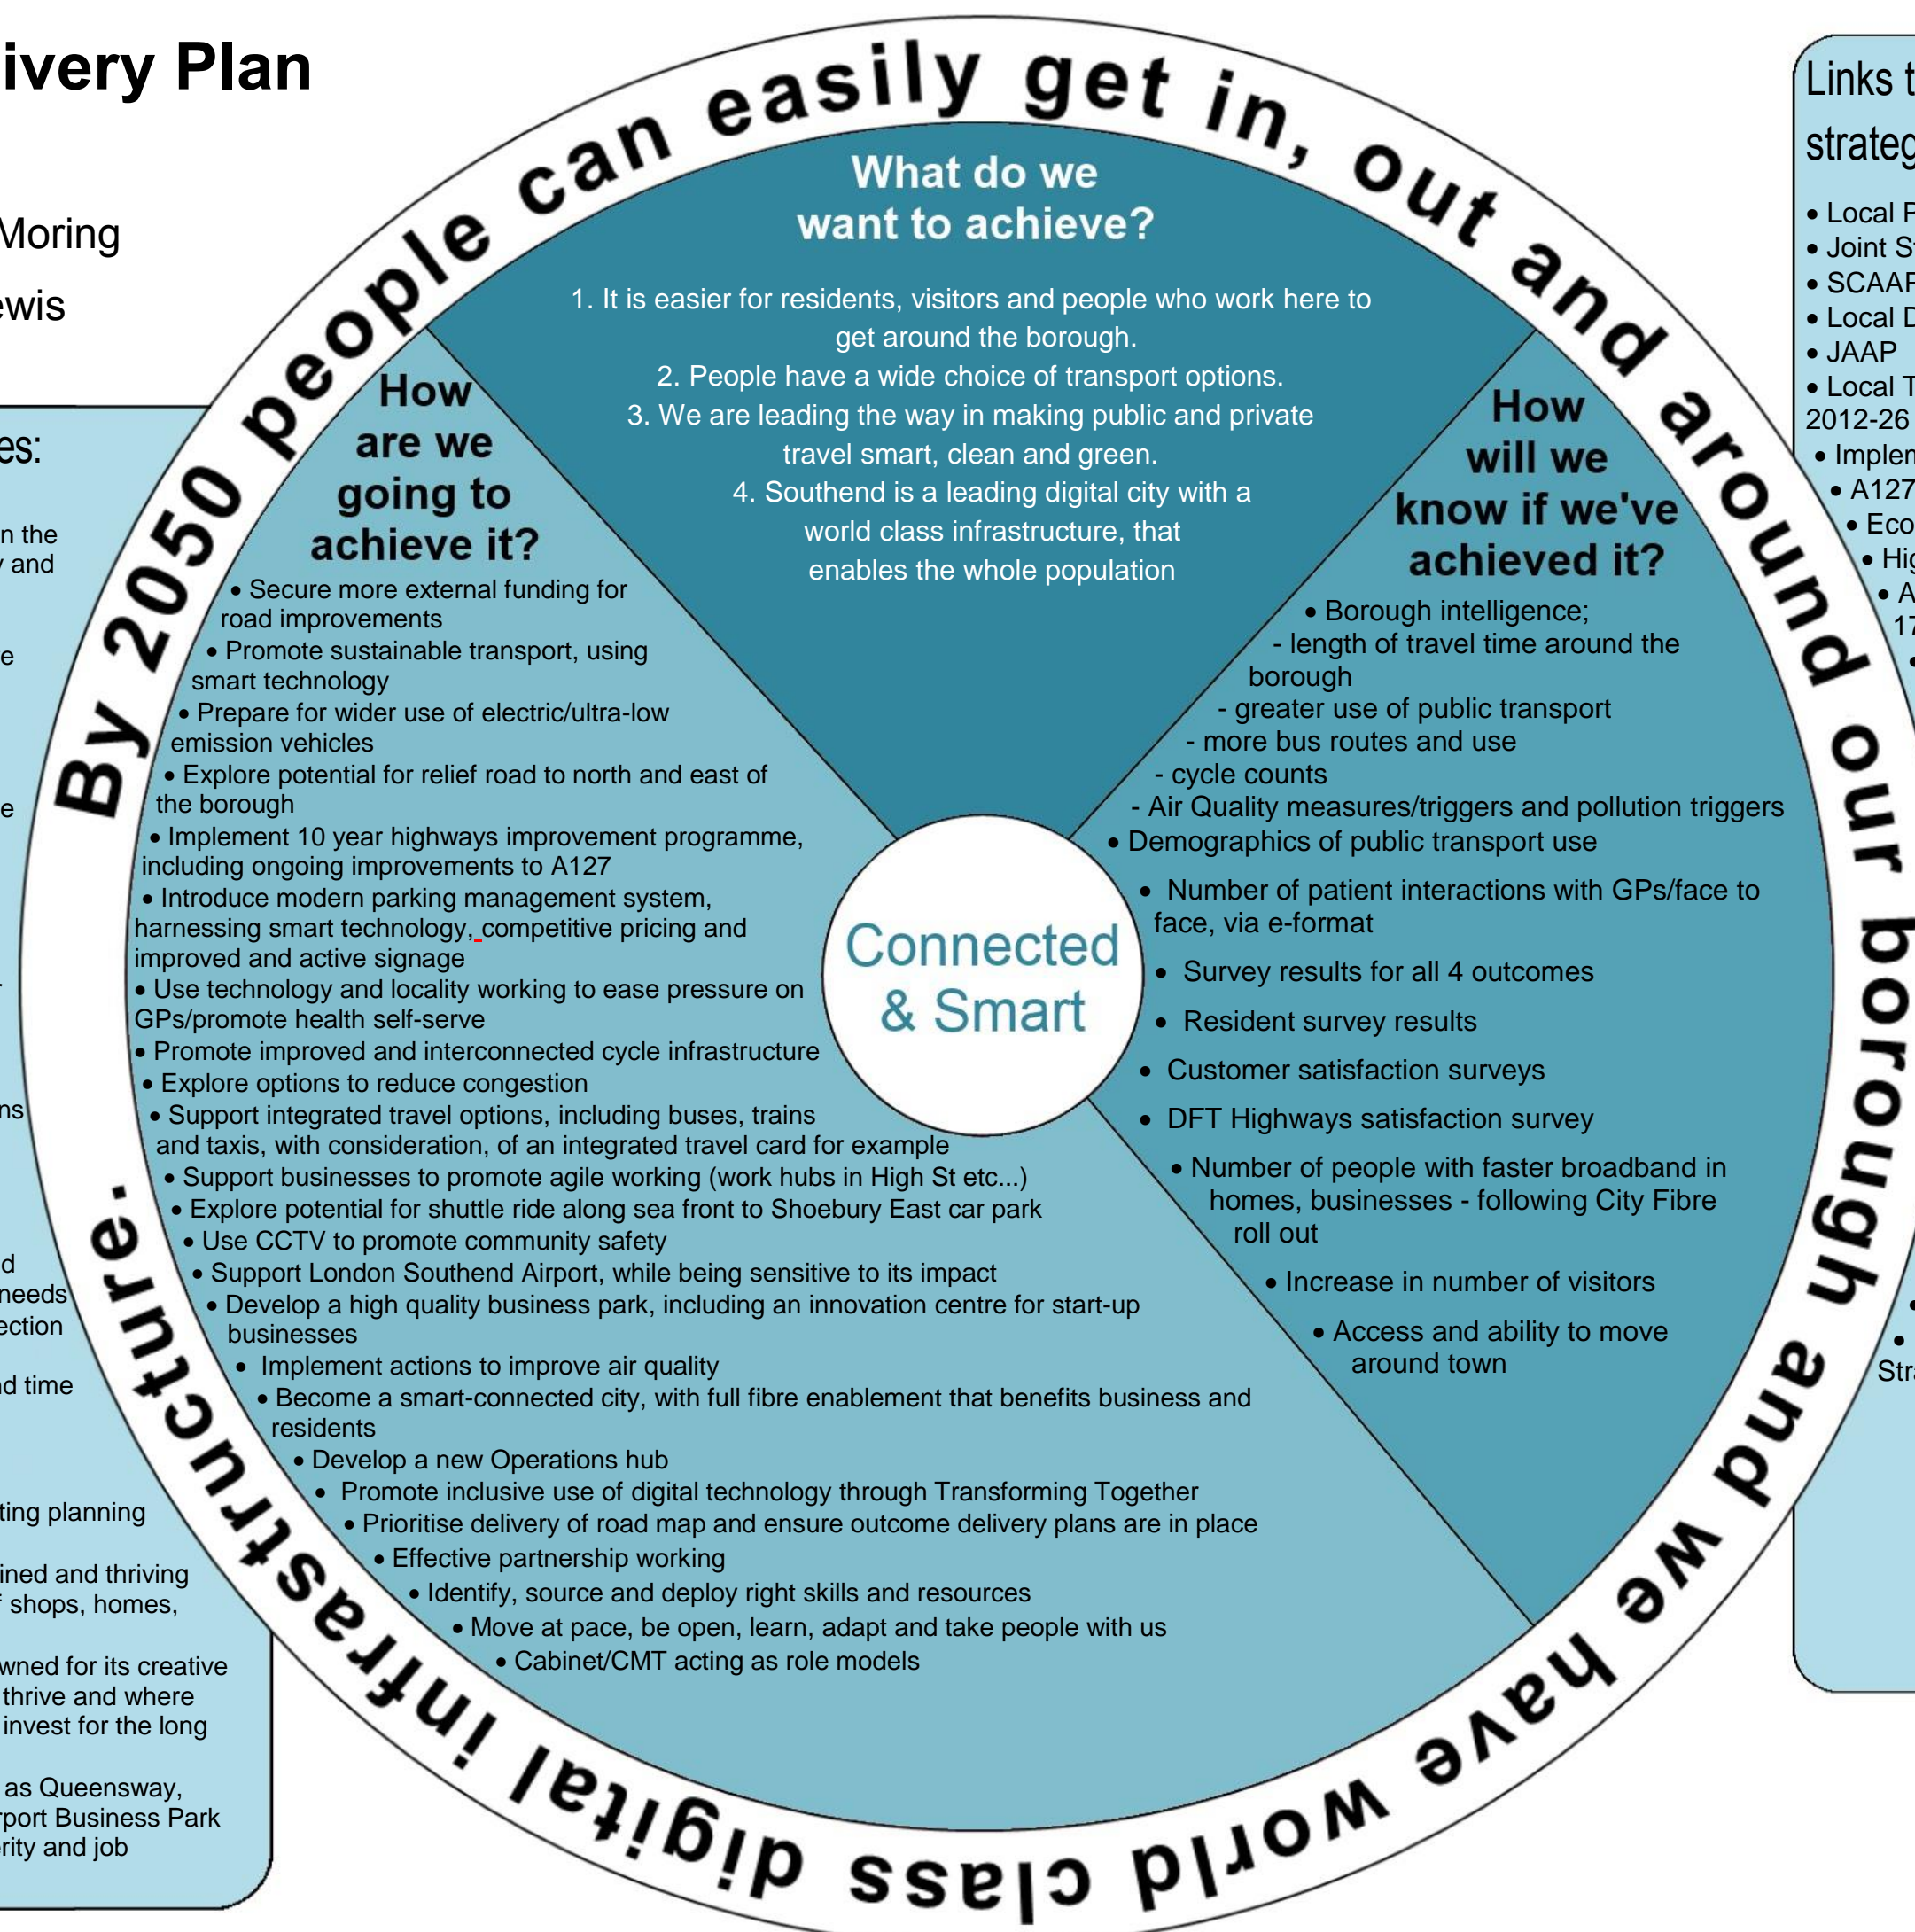 ivery Plan
Moring
ewis
es:
n the
y and
e
e
ns
d
needs
ection
nd time
ting planning
ined and thriving
f shops, homes,
wned for its creative
thrive and where
invest for the long
as Queensway,
rport Business Park
erity and job
By 2050 people can easily get in, out and around our borough and we have world class digital infrastructure.
What do we
want to achieve?
1. It is easier for residents, visitors and people who work here to
get around the borough.
2. People have a wide choice of transport options.
3. We are leading the way in making public and private
travel smart, clean and green.
4. Southend is a leading digital city with a
world class infrastructure, that
enables the whole population
How
are we
going to
achieve it?
• Secure more external funding for
road improvements
• Promote sustainable transport, using
smart technology
• Prepare for wider use of electric/ultra-low
emission vehicles
• Explore potential for relief road to north and east of
the borough
• Implement 10 year highways improvement programme,
including ongoing improvements to A127
• Introduce modern parking management system,
harnessing smart technology, competitive pricing and
improved and active signage
• Use technology and locality working to ease pressure on
GPs/promote health self-serve
• Promote improved and interconnected cycle infrastructure
• Explore options to reduce congestion
• Support integrated travel options, including buses, trains
and taxis, with consideration, of an integrated travel card for example
• Support businesses to promote agile working (work hubs in High St etc...)
• Explore potential for shuttle ride along sea front to Shoebury East car park
• Use CCTV to promote community safety
• Support London Southend Airport, while being sensitive to its impact
• Develop a high quality business park, including an innovation centre for start-up
businesses
• Implement actions to improve air quality
• Become a smart-connected city, with full fibre enablement that benefits business and
residents
• Develop a new Operations hub
• Promote inclusive use of digital technology through Transforming Together
• Prioritise delivery of road map and ensure outcome delivery plans are in place
• Effective partnership working
• Identify, source and deploy right skills and resources
• Move at pace, be open, learn, adapt and take people with us
• Cabinet/CMT acting as role models
Connected
& Smart
How
will we
know if we've
achieved it?
• Borough intelligence;
- length of travel time around the
borough
- greater use of public transport
- more bus routes and use
- cycle counts
- Air Quality measures/triggers and pollution triggers
• Demographics of public transport use
• Number of patient interactions with GPs/face to
face, via e-format
• Survey results for all 4 outcomes
• Resident survey results
• Customer satisfaction surveys
• DFT Highways satisfaction survey
• Number of people with faster broadband in
homes, businesses - following City Fibre
roll out
• Increase in number of visitors
• Access and ability to move
around town
Links t
strateg
• Local P
• Joint S
• SCAAP
• Local D
• JAAP
• Local T
2012-26
• Implem
• A127
• Eco
• Hig
• A
17
•
•
•
Stra